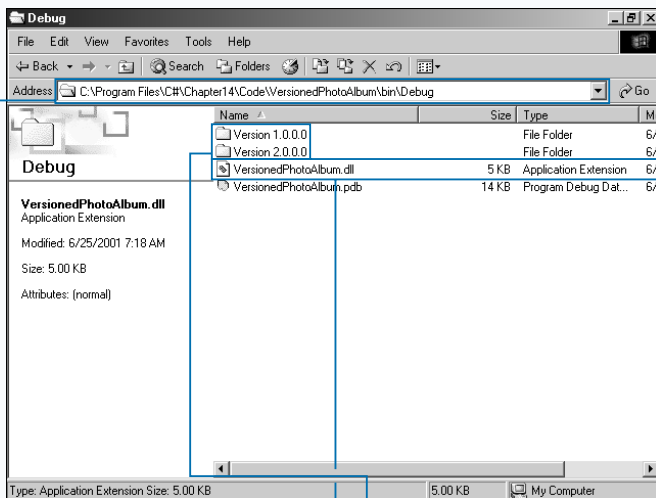 Debug
File Edit View Favorites Tools Help
Back Search Folders
Address C:\Program Files\C#\Chapter14\Code\VersionedPhotoAlbum\bin\Debug Go
Name Size Type M
Version 1.0.0.0 File Folder 6/
Version 2.0.0.0 File Folder 6/
VersionedPhotoAlbum.dll 5 KB Application Extension 6/
VersionedPhotoAlbum.pdb 14 KB Program Debug Dat... 6/
Debug
VersionedPhotoAlbum.dll
Application Extension
Modified: 6/25/2001 7:18 AM
Size: 5.00 KB
Attributes: (normal)
Type: Application Extension Size: 5.00 KB 5.00 KB My Computer